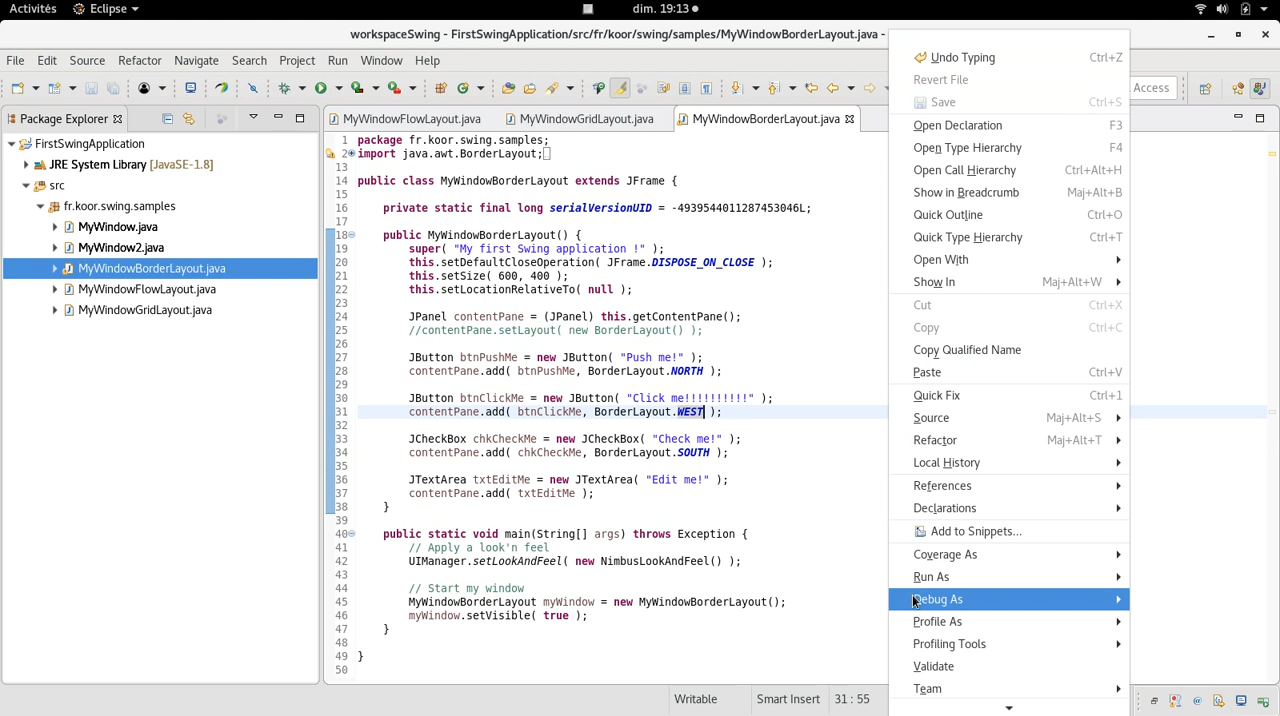 Activités
Eclipse
dim. 19:13
workspaceSwing - FirstSwingApplication/src/fr/koor/swing/samples/MyWindowBorderLayout.java -
File Edit Source Refactor Navigate Search Project Run Window Help
Access
Package Explorer
MyWindowFlowLayout.java
MyWindowGridLayout.java
MyWindowBorderLayout.java
FirstSwingApplication
JRE System Library [JavaSE-1.8]
src
fr.koor.swing.samples
MyWindow.java
MyWindow2.java
MyWindowBorderLayout.java
MyWindowFlowLayout.java
MyWindowGridLayout.java
1 package fr.koor.swing.samples;
2 import java.awt.BorderLayout;
13
14 public class MyWindowBorderLayout extends JFrame {
15
16 private static final long serialVersionUID = -4939544011287453046L;
17
18 public MyWindowBorderLayout() {
19 super( "My first Swing application !" );
20 this.setDefaultCloseOperation( JFrame.DISPOSE_ON_CLOSE );
21 this.setSize( 600, 400 );
22 this.setLocationRelativeTo( null );
23
24 JPanel contentPane = (JPanel) this.getContentPane();
25 //contentPane.setLayout( new BorderLayout() );
26
27 JButton btnPushMe = new JButton( "Push me!" );
28 contentPane.add( btnPushMe, BorderLayout.NORTH );
29
30 JButton btnClickMe = new JButton( "Click me!!!!!!!!!!" );
31 contentPane.add( btnClickMe, BorderLayout.WEST );
32
33 JCheckBox chkCheckMe = new JCheckBox( "Check me!" );
34 contentPane.add( chkCheckMe, BorderLayout.SOUTH );
35
36 JTextArea txtEditMe = new JTextArea( "Edit me!" );
37 contentPane.add( txtEditMe );
38 }
39
40 public static void main(String[] args) throws Exception {
41 // Apply a look'n feel
42 UIManager.setLookAndFeel( new NimbusLookAndFeel() );
43
44 // Start my window
45 MyWindowBorderLayout myWindow = new MyWindowBorderLayout();
46 myWindow.setVisible( true );
47 }
48
49 }
50
Undo Typing Ctrl+Z
Revert File
Save Ctrl+S
Open Declaration F3
Open Type Hierarchy F4
Open Call Hierarchy Ctrl+Alt+H
Show in Breadcrumb Maj+Alt+B
Quick Outline Ctrl+O
Quick Type Hierarchy Ctrl+T
Open With
Show In Maj+Alt+W
Cut Ctrl+X
Copy Ctrl+C
Copy Qualified Name
Paste Ctrl+V
Quick Fix Ctrl+1
Source Maj+Alt+S
Refactor Maj+Alt+T
Local History
References
Declarations
Add to Snippets...
Coverage As
Run As
Debug As
Profile As
Profiling Tools
Validate
Team
Writable
Smart Insert
31 : 55